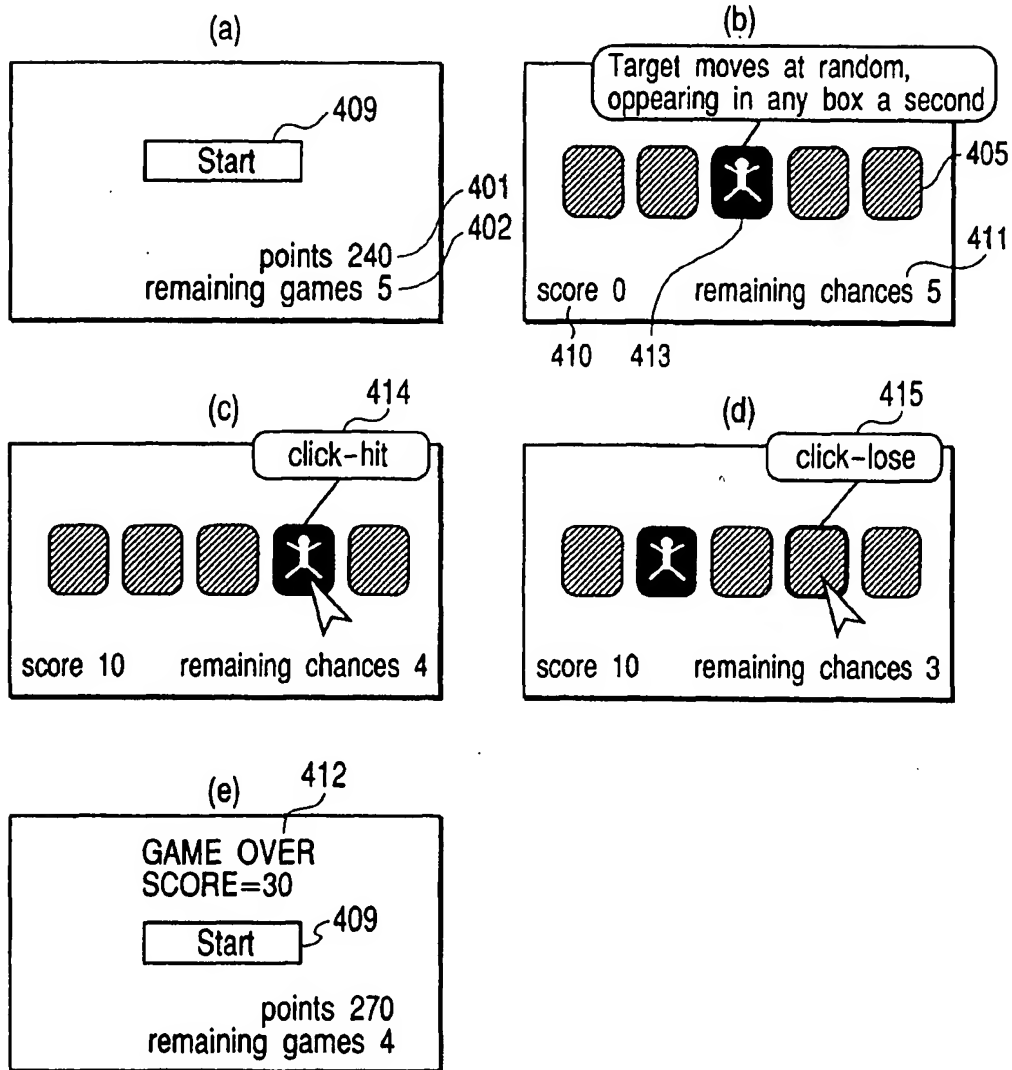 (a)
409
Start
401
402
points 240
remaining games 5
(b)
Target moves at random,
oppearing in any box a second
405
411
score 0 remaining chances 5
410 413
(c)
414
click-hit
score 10 remaining chances 4
(d)
415
click-lose
score 10 remaining chances 3
(e)
412
GAME OVER
SCORE=30
409
Start
points 270
remaining games 4